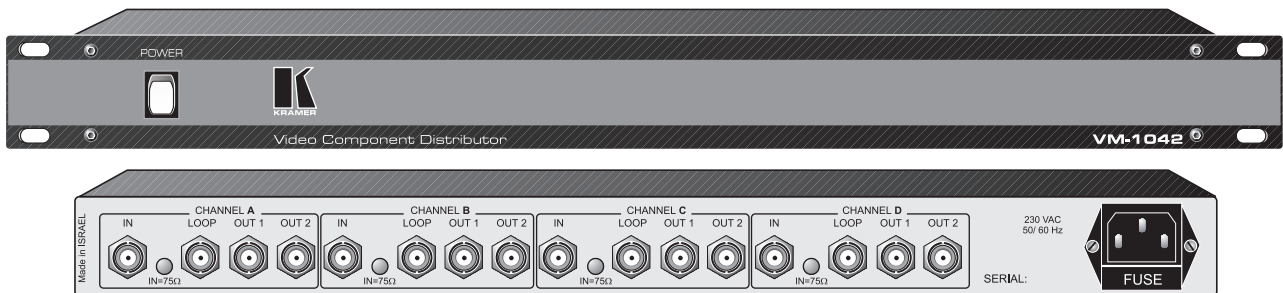 POWER
K
KRAMER
Video Component Distributor
VM-1042
Made in ISRAEL
CHANNEL A
IN
LOOP
OUT 1
OUT 2
IN=75Ω
CHANNEL B
IN
LOOP
OUT 1
OUT 2
IN=75Ω
CHANNEL C
IN
LOOP
OUT 1
OUT 2
IN=75Ω
CHANNEL D
IN
LOOP
OUT 1
OUT 2
IN=75Ω
230 VAC
50/ 60 Hz
SERIAL:
FUSE